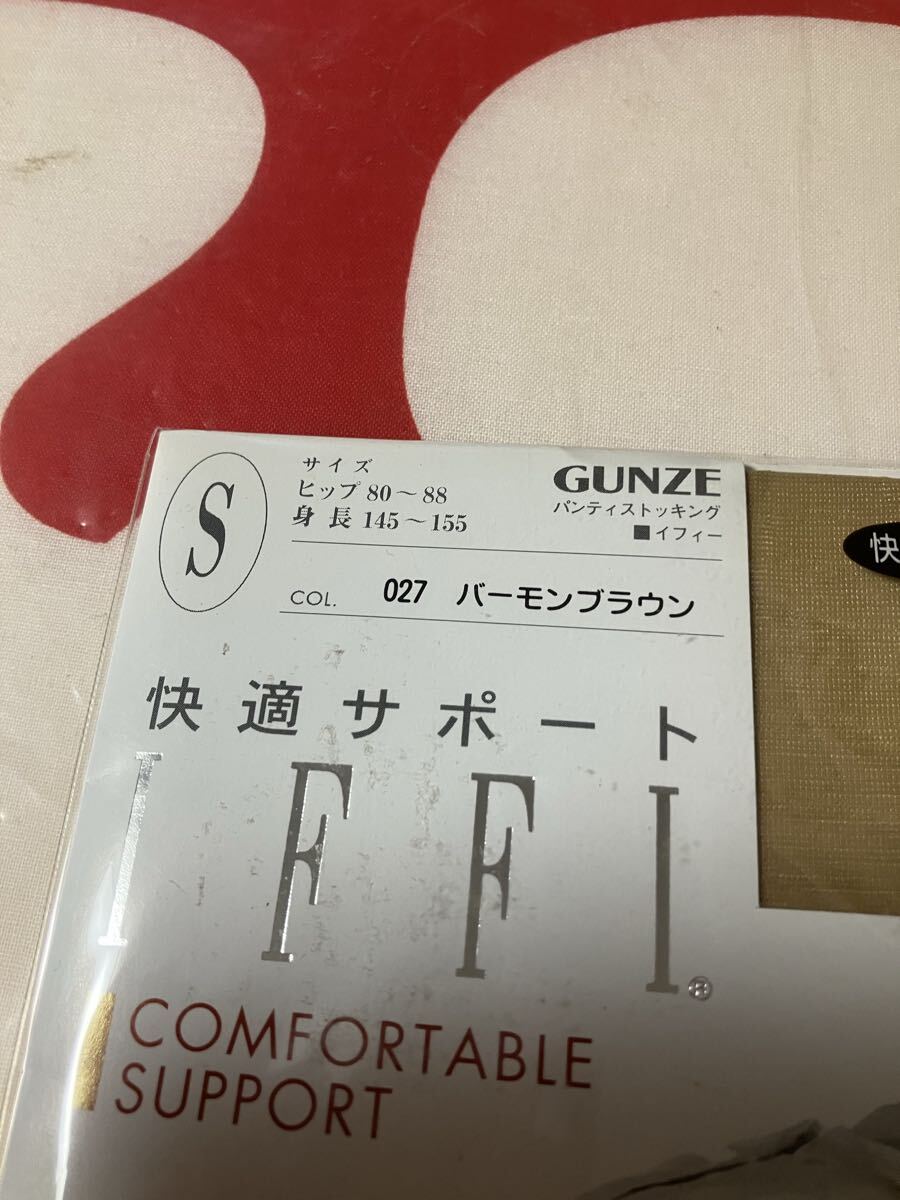 S
サイズ
ヒップ 80～88
身長 145～155
GUNZE
パンティストッキング
■イフィー
COL. 027 バーモンブラウン
快
快適サポート
IFFI®
COMFORTABLE
SUPPORT